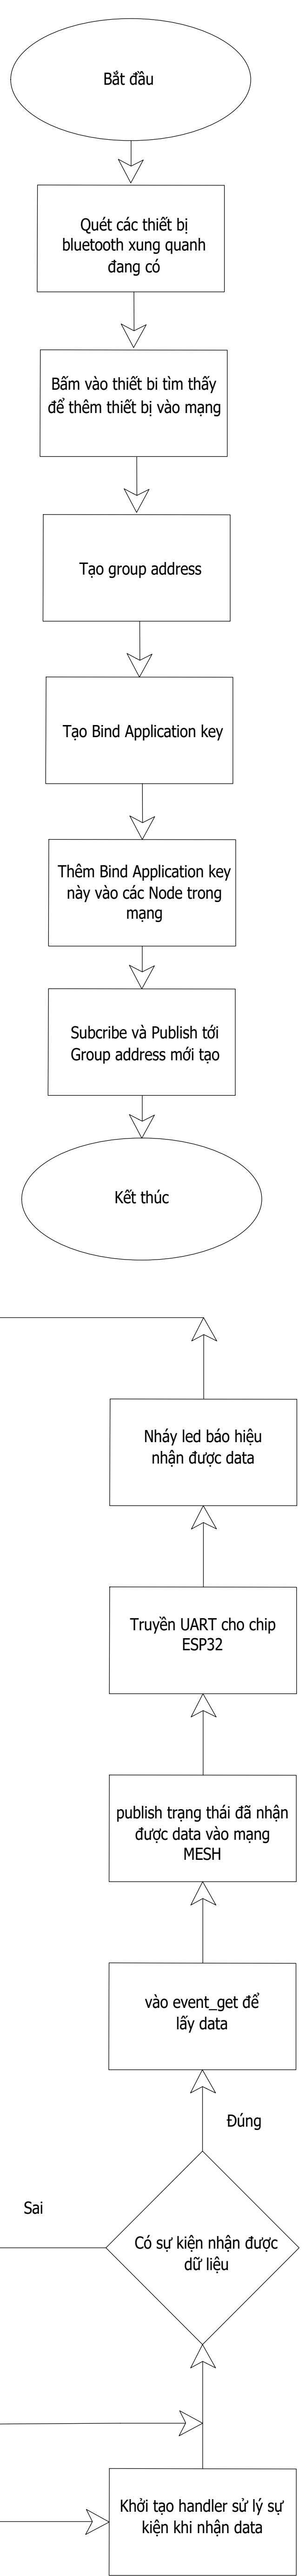 Bắt đầu
Quét các thiết bị
bluetooth xung quanh
đang có
Bấm vào thiết bi tìm thấy
để thêm thiết bị vào mạng
Tạo group address
Tạo Bind Application key
Thêm Bind Application key
này vào các Node trong
mạng
Subcribe và Publish tới
Group address mới tạo
Kết thúc
Nháy led báo hiệu
nhận được data
Truyền UART cho chip
ESP32
publish trạng thái đã nhận
được data vào mạng
MESH
vào event_get để
lấy data
Đúng
Sai
Có sự kiện nhận được
dữ liệu
Khởi tạo handler sử lý sự
kiện khi nhận data